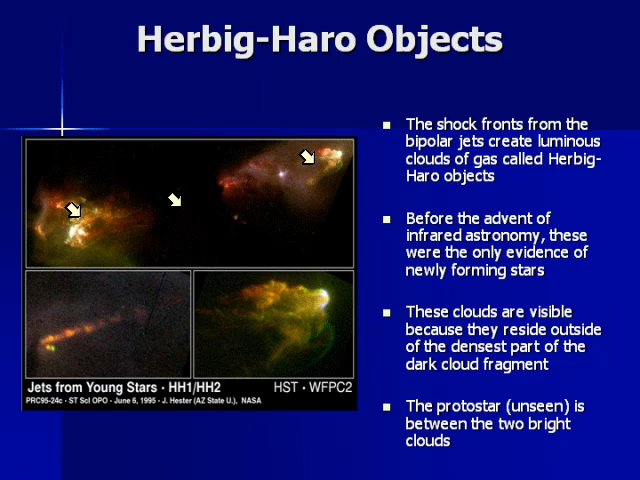 Herbig-Haro Objects
The shock fronts from the
bipolar jets create luminous
clouds of gas called Herbig-
Haro objects
Before the advent of
infrared astronomy, these
were the only evidence of
newly forming stars
These clouds are visible
because they reside outside
of the densest part of the
dark cloud fragment
The protostar (unseen) is
between the two bright
clouds
Jets from Young Stars · HH1/HH2 HST · WFPC2
PRC95-24c · ST ScI OPO · June 6, 1995 · J. Hester (AZ State U.), NASA